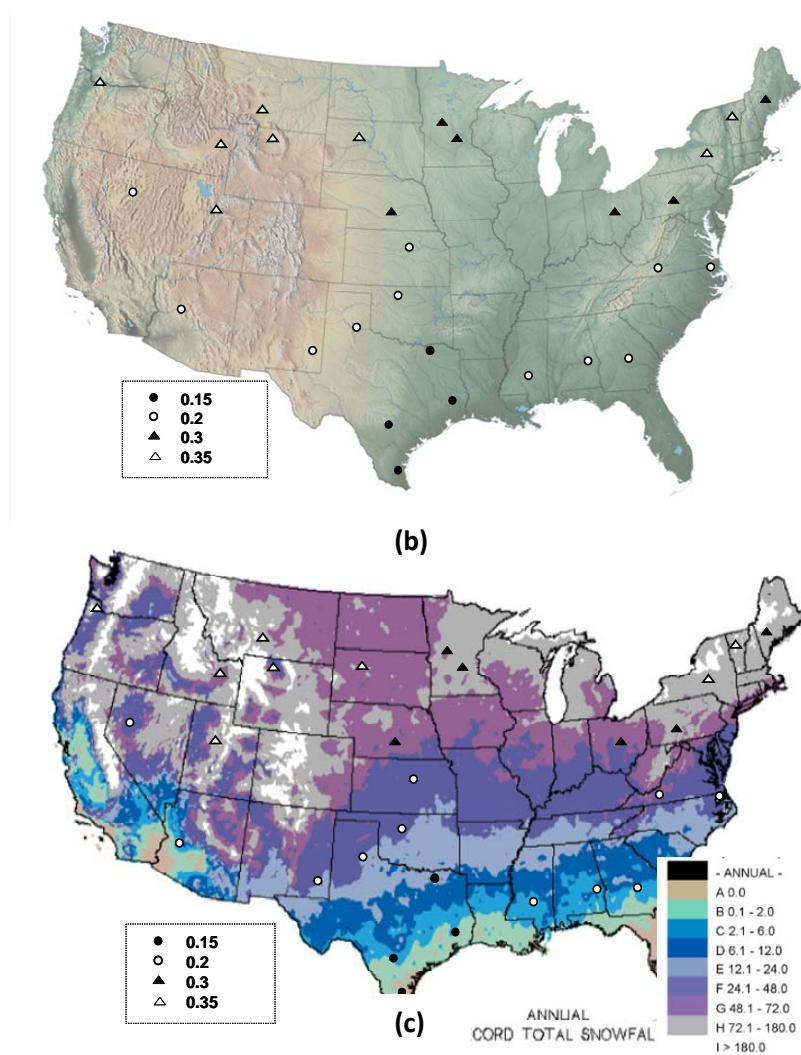 0.15
0.2
0.3
0.35
(b)
0.15
0.2
0.3
0.35
(c)
ANNUAL
CORD TOTAL SNOWFAL
- ANNUAL -
A 0.0
B 0.1 - 2.0
C 2.1 - 6.0
D 6.1 - 12.0
E 12.1 - 24.0
F 24.1 - 48.0
G 48.1 - 72.0
H 72.1 - 180.0
I > 180.0